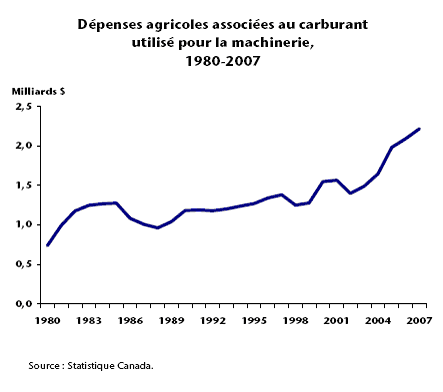 Dépenses agricoles associées au carburant
utilisé pour la machinerie,
1980-2007
Milliards $
2,5
2,0
1,5
1,0
0,5
0,0
1980 1983 1986 1989 1992 1995 1998 2001 2004 2007
Source : Statistique Canada.